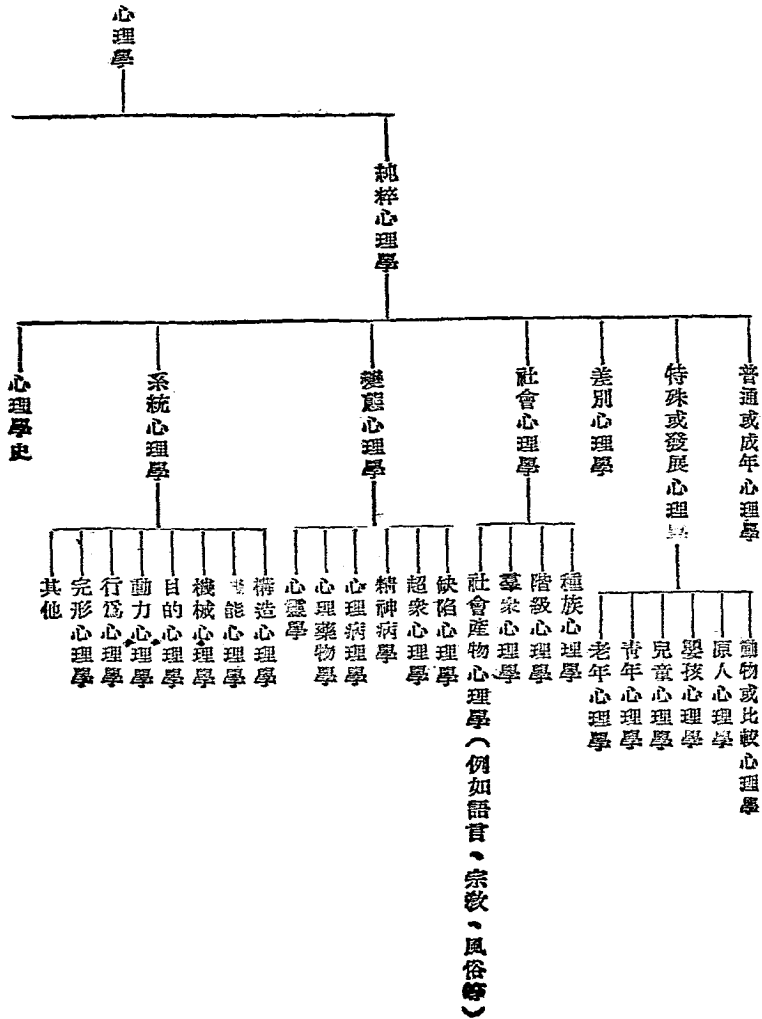 心理學
純粹心理學
普通或成年心理學
特殊或發展心理學
動物或比較心理學
原人心理學
嬰孩心理學
兒童心理學
青年心理學
老年心理學
差別心理學
社會心理學
種族心理學
階級心理學
羣衆心理學
社會產物心理學（例如語言、宗敎、風俗等）
變態心理學
缺陷心理學
超衆心理學
精神病學
心理病理學
心理藥物學
心靈學
系統心理學
構造心理學
能心理學
機械心理學
目的心理學
動力心理學
行爲心理學
完形心理學
其他
心理學史